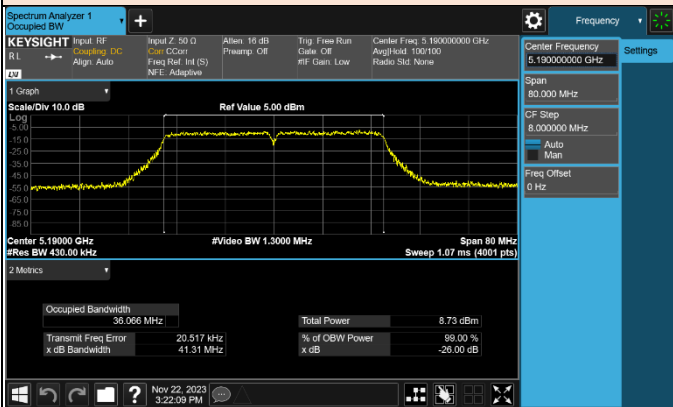 Spectrum Analyzer 1
Occupied BW
+
Frequency
KEYSIGHT
R L
LXI
Input: RF
Coupling: DC
Align: Auto
Input Z: 50 Ω
Corr CCorr
Freq Ref: Int (S)
NFE: Adaptive
Atten: 16 dB
Preamp: Off
Trig: Free Run
Gate: Off
#IF Gain: Low
Center Freq: 5.190000000 GHz
Avg|Hold: 100/100
Radio Std: None
Center Frequency
5.190000000 GHz
Settings
Span
80.000 MHz
CF Step
8.000000 MHz
Auto
Man
Freq Offset
0 Hz
1 Graph
Scale/Div 10.0 dB
Ref Value 5.00 dBm
Log
-5.00
-15.0
-25.0
-35.0
-45.0
-55.0
-65.0
-75.0
-85.0
Center 5.19000 GHz
#Video BW 1.3000 MHz
Span 80 MHz
#Res BW 430.00 kHz
Sweep 1.07 ms (4001 pts)
2 Metrics
Occupied Bandwidth
36.066 MHz
Total Power 8.73 dBm
Transmit Freq Error 20.517 kHz
% of OBW Power 99.00 %
x dB Bandwidth 41.31 MHz
x dB -26.00 dB
?
Nov 22, 2023
3:22:09 PM